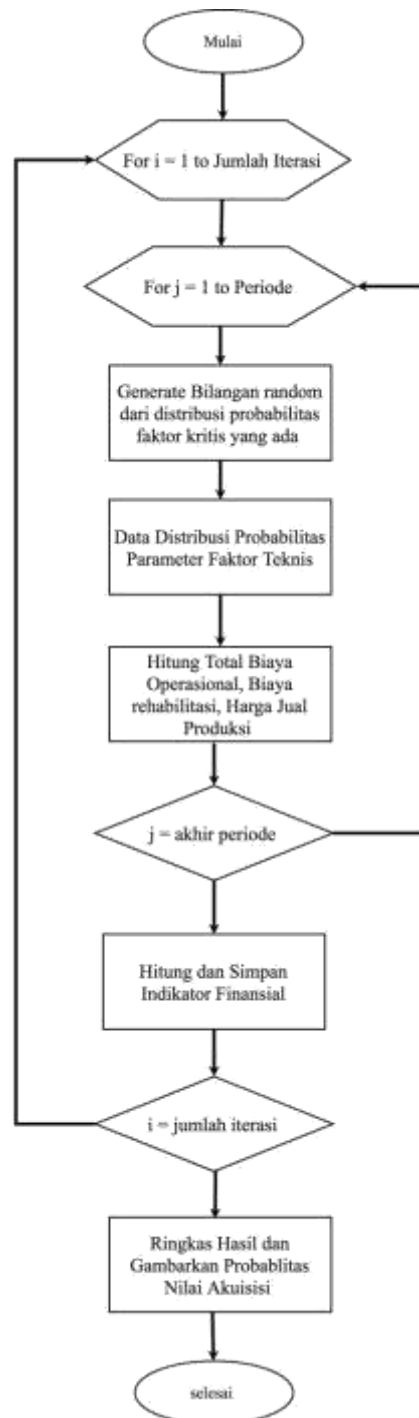 Mulai
For i = 1 to Jumlah Iterasi
For j = 1 to Periode
Generate Bilangan random
dari distribusi probabilitas
faktor kritis yang ada
Data Distribusi Probabilitas
Parameter Faktor Teknis
Hitung Total Biaya
Operasional, Biaya
rehabilitasi, Harga Jual
Produksi
j = akhir periode
Hitung dan Simpan
Indikator Finansial
i = jumlah iterasi
Ringkas Hasil dan
Gambarkan Probablitas
Nilai Akuisisi
selesai